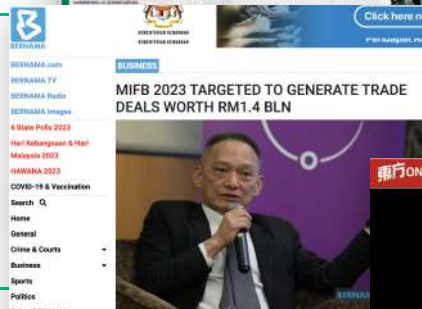 BERNAMA
KEMENTERIAN KEWANGAN
Click here
BERNAMA.com
BERNAMA TV
BERNAMA Radio
BERNAMA Images
6 State Polls 2023
Hari Kebangsaan & Hari
Malaysia 2023
HAWANA 2023
COVID-19 & Vaccination
Search
Home
General
Crime & Courts
Business
Sports
Politics
BUSINESS
MIFB 2023 TARGETED TO GENERATE TRADE
DEALS WORTH RM1.4 BLN
BERNAMA
東方ON